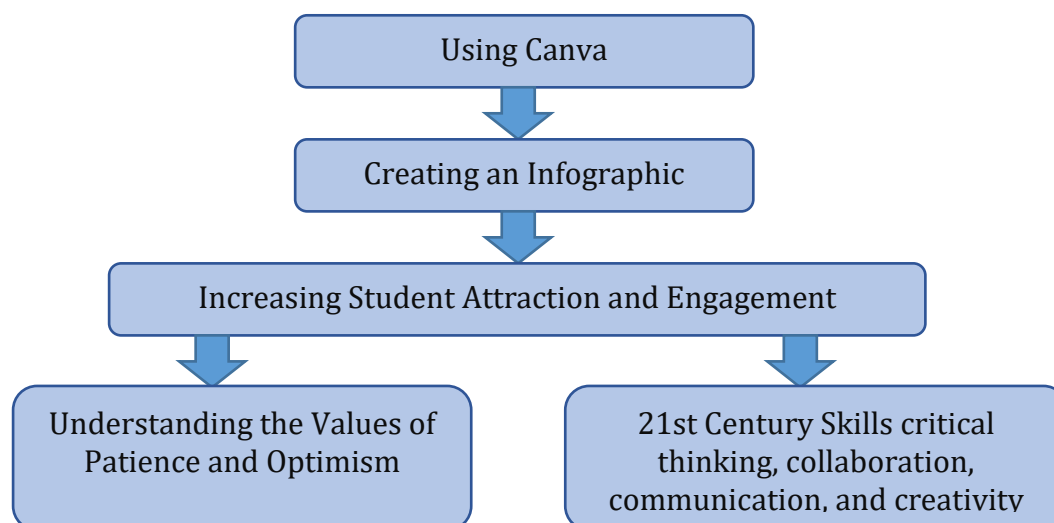 Using Canva
Creating an Infographic
Increasing Student Attraction and Engagement
Understanding the Values of
Patience and Optimism
21st Century Skills critical
thinking, collaboration,
communication, and creativity